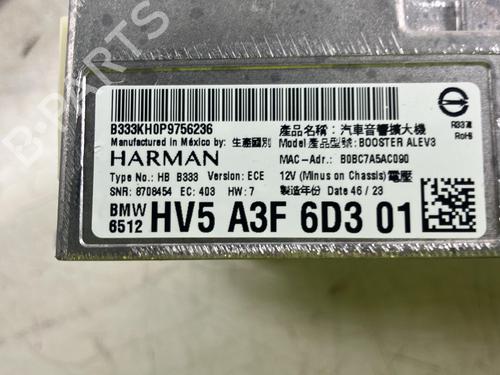 B333KH0P9756236
Manufactured in México by: 生產國別
HARMAN
Type No.: HB B333 Version: ECE
SNR: 8708454 EC: 403 HW: 7
產品名稱: 汽車音響擴大機
Model 產品型號: BOOSTER ALEV3
MAC-Adr.: B0BC7A5AC090
12V (Minus on Chassis) 電壓
製造年份 Date 46 / 23
RoHS
BMW
6512 HV5 A3F 6D3 01
B-PARTS